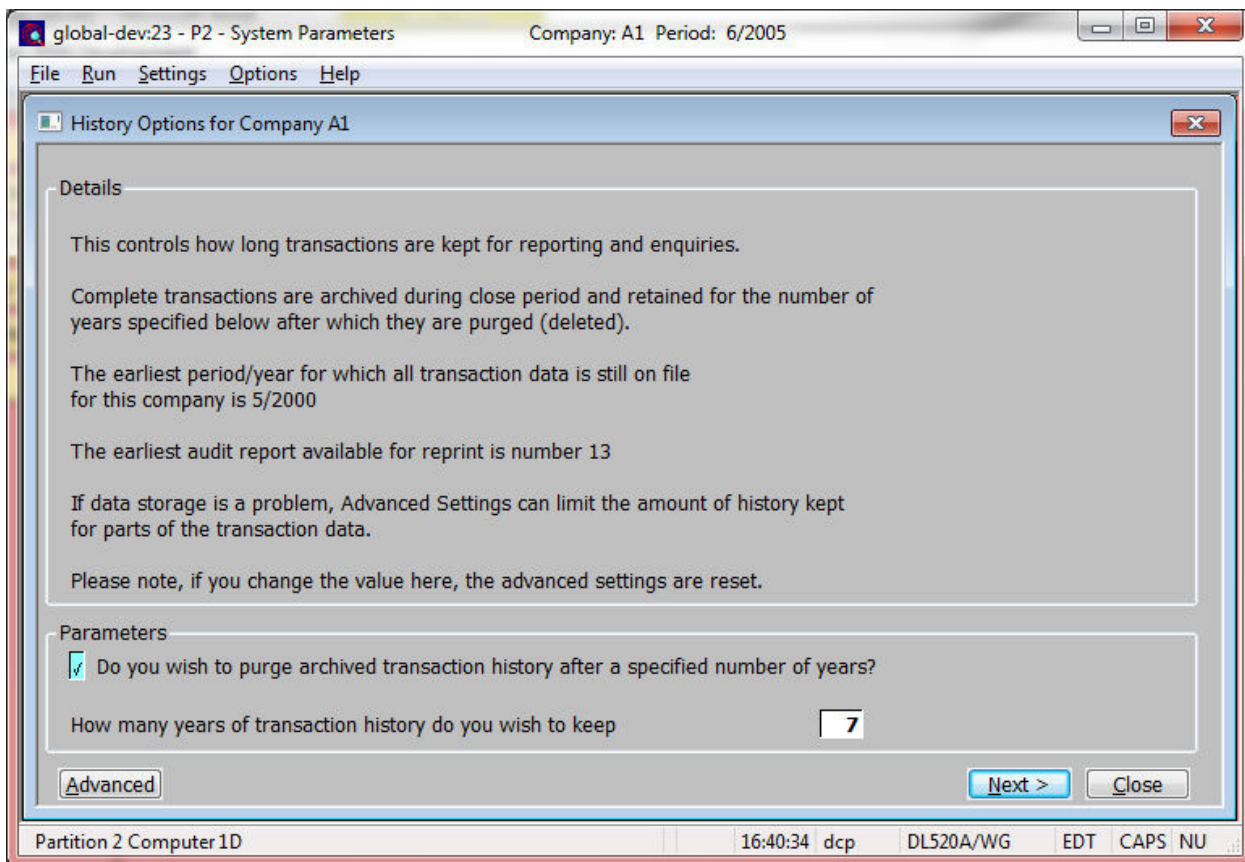 global-dev:23 - P2 - System Parameters Company: A1 Period: 6/2005
File Run Settings Options Help
History Options for Company A1
Details
This controls how long transactions are kept for reporting and enquiries.
Complete transactions are archived during close period and retained for the number of
years specified below after which they are purged (deleted).
The earliest period/year for which all transaction data is still on file
for this company is 5/2000
The earliest audit report available for reprint is number 13
If data storage is a problem, Advanced Settings can limit the amount of history kept
for parts of the transaction data.
Please note, if you change the value here, the advanced settings are reset.
Parameters
Do you wish to purge archived transaction history after a specified number of years?
How many years of transaction history do you wish to keep 7
Advanced Next > Close
Partition 2 Computer 1D 16:40:34 dcp DL520A/WG EDT CAPS NU